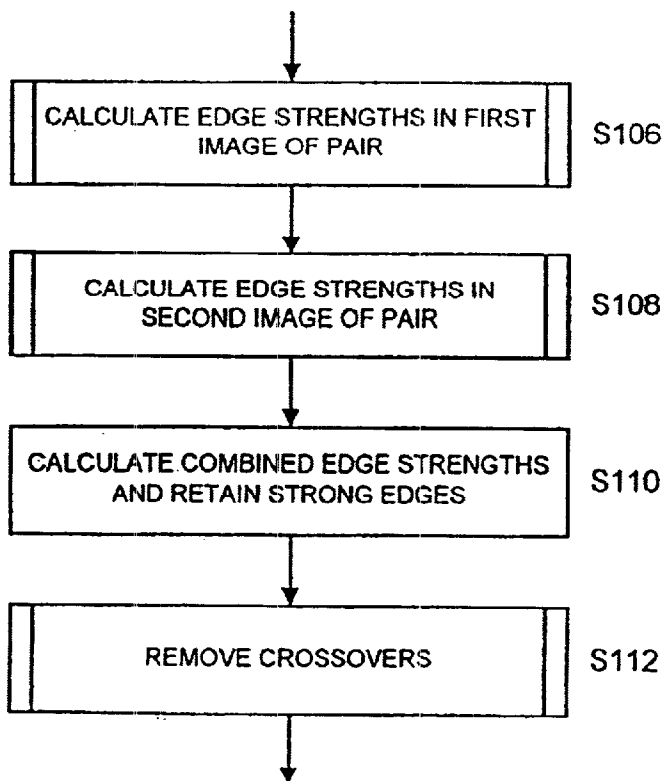 CALCULATE EDGE STRENGTHS IN FIRST
IMAGE OF PAIR
S106
CALCULATE EDGE STRENGTHS IN
SECOND IMAGE OF PAIR
S108
CALCULATE COMBINED EDGE STRENGTHS
AND RETAIN STRONG EDGES
S110
REMOVE CROSSOVERS
S112